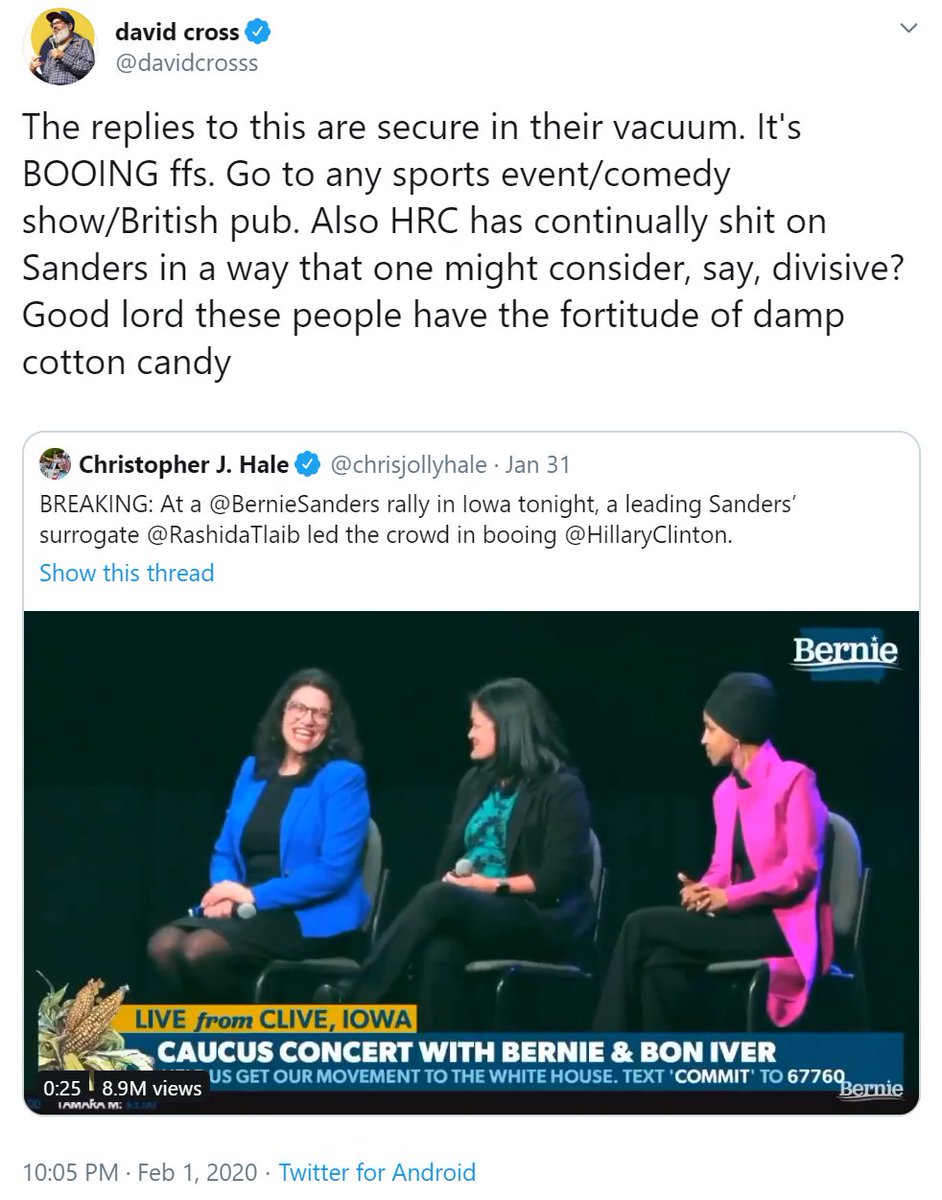 david cross
@davidcrosss
The replies to this are secure in their vacuum. It's
BOOING ffs. Go to any sports event/comedy
show/British pub. Also HRC has continually shit on
Sanders in a way that one might consider, say, divisive?
Good lord these people have the fortitude of damp
cotton candy
Christopher J. Hale @chrisjollyhale · Jan 31
BREAKING: At a @BernieSanders rally in Iowa tonight, a leading Sanders’
surrogate @RashidaTlaib led the crowd in booing @HillaryClinton.
Show this thread
Bernie
LIVE from CLIVE, IOWA
CAUCUS CONCERT WITH BERNIE & BON IVER
US GET OUR MOVEMENT TO THE WHITE HOUSE. TEXT 'COMMIT' TO 67760
Bernie
0:25 8.9M views
TAMARA M.
10:05 PM · Feb 1, 2020 · Twitter for Android